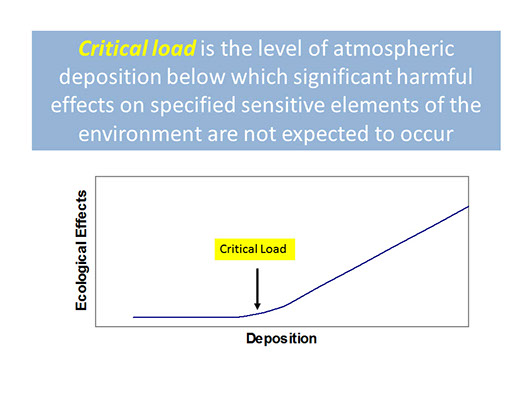 Critical load is the level of atmospheric
deposition below which significant harmful
effects on specified sensitive elements of the
environment are not expected to occur
Ecological Effects
Critical Load
Deposition